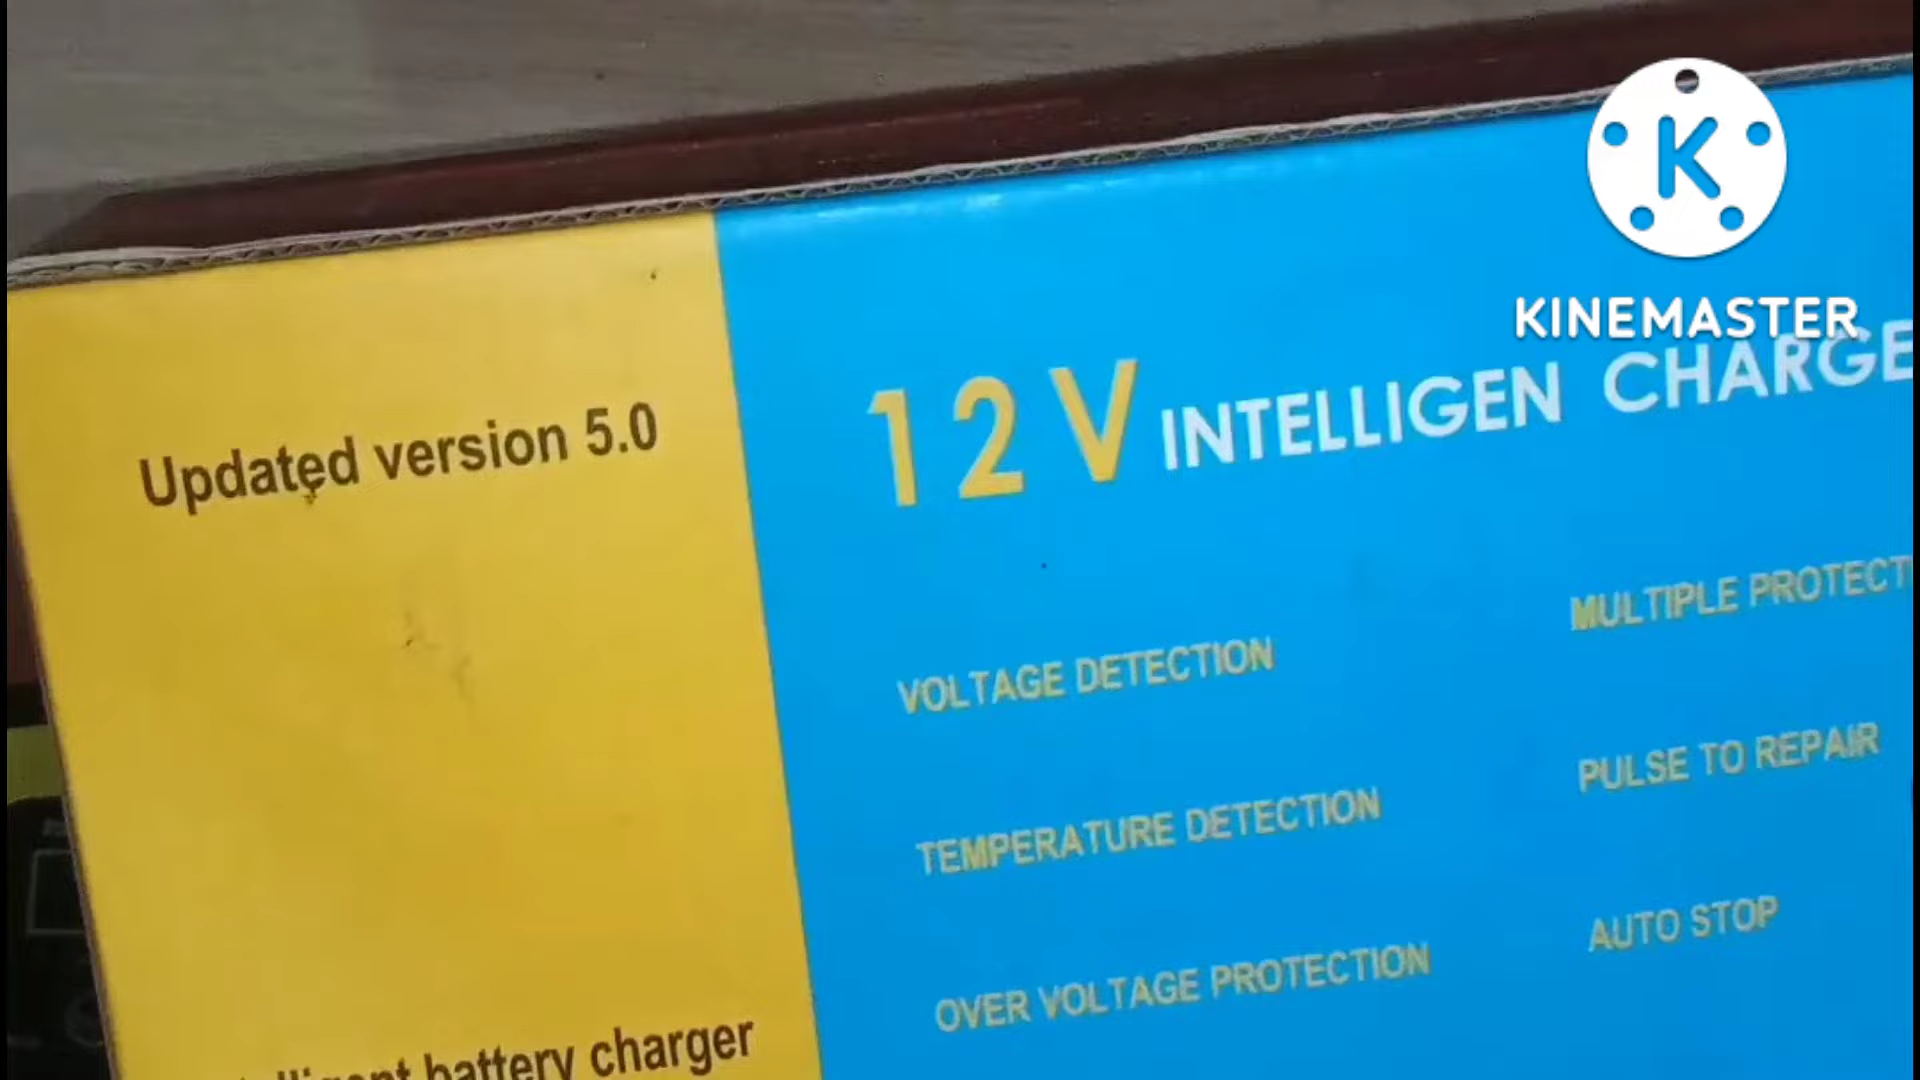 K
KINEMASTER
Updated version 5.0
12V INTELLIGEN CHARGE
VOLTAGE DETECTION
MULTIPLE PROTECT
TEMPERATURE DETECTION
PULSE TO REPAIR
OVER VOLTAGE PROTECTION
AUTO STOP
battery charger